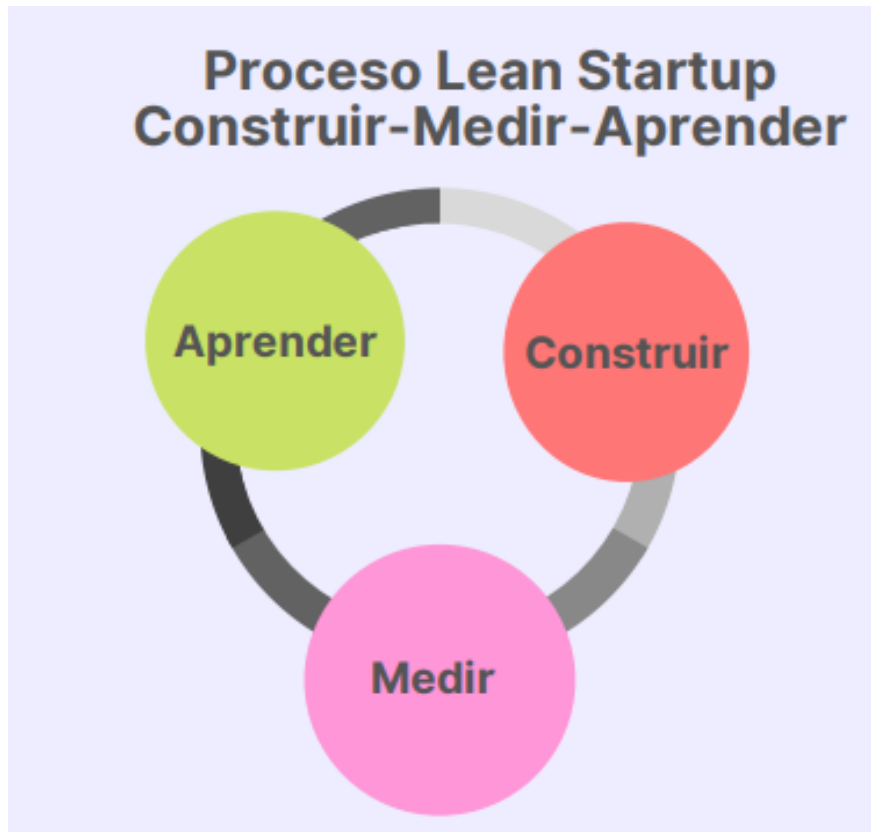 Proceso Lean Startup
Construir-Medir-Aprender
Aprender
Construir
Medir